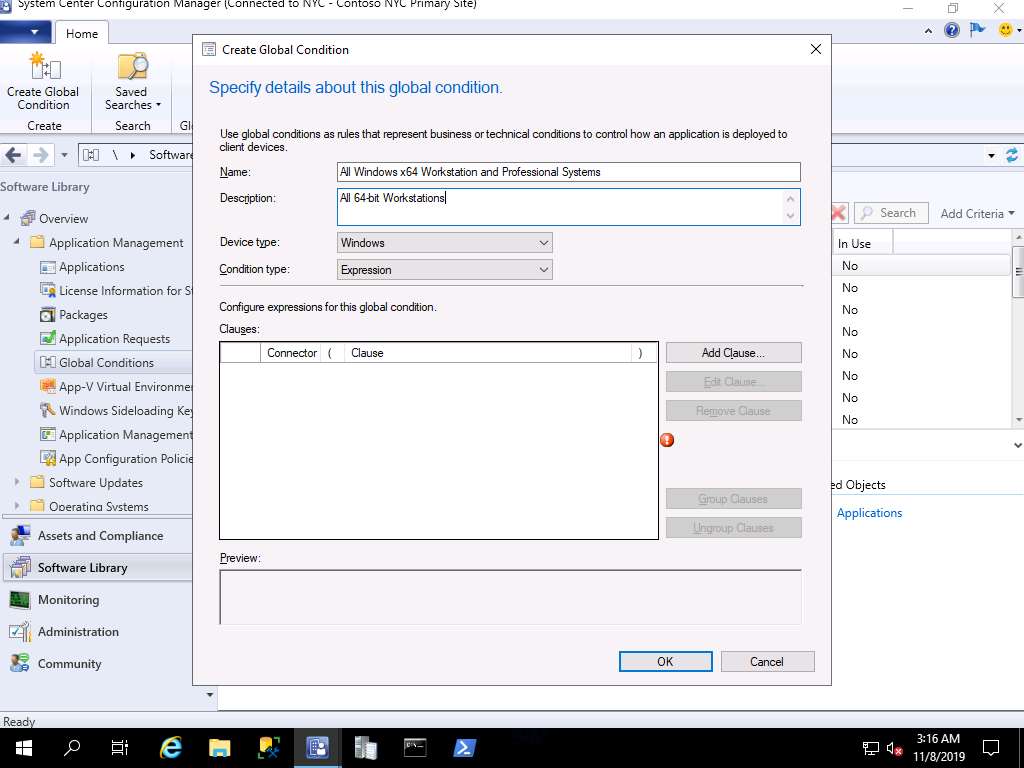 System Center Configuration Manager (Connected to NYC - Contoso NYC Primary Site)
Home
Create Global
Condition
Saved
Searches
Create
Search
\
Software Library
Overview
Application Management
Applications
License Information for
Packages
Application Requests
Global Conditions
App-V Virtual
Windows Sideloading
Application Management
App Configuration
Software Updates
Operating Systems
Assets and Compliance
Software Library
Monitoring
Administration
Community
Ready
Create Global Condition
Specify details about this global condition.
Use global conditions as rules that represent business or technical conditions to control how an application is deployed to
client devices.
Name:
All Windows x64 Workstation and Professional Systems
Description:
All 64-bit Workstations
Device type:
Windows
Condition type:
Expression
Configure expressions for this global condition.
Clauses:
Connector ( Clause )
Add Clause...
Edit Clause...
Remove Clause
Group Clauses
Ungroup Clauses
Preview:
OK
Cancel
Search
Add Criteria
In Use
No
No
No
No
No
No
No
No
Objects
Applications
3:16 AM
11/8/2019